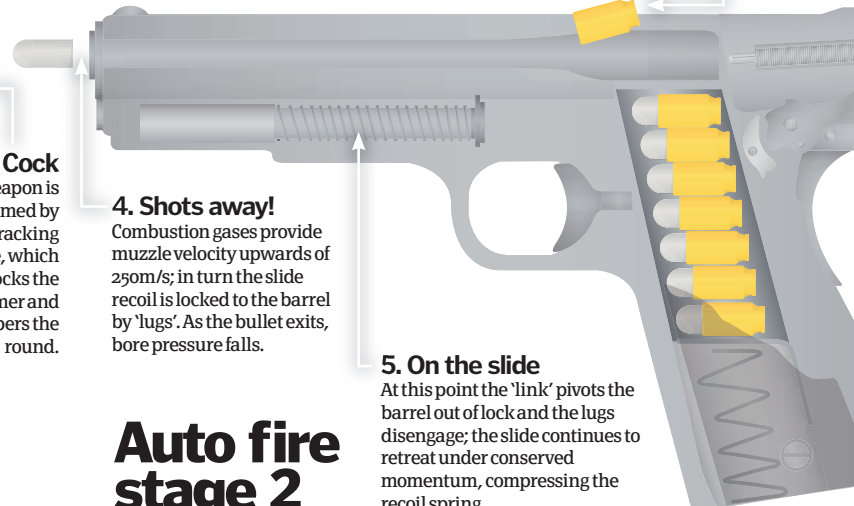 Cock
eapon is
med by
racking
, which
ocks the
mer and
bers the
round.
4. Shots away!
Combustion gases provide
muzzle velocity upwards of
250m/s; in turn the slide
recoil is locked to the barrel
by ‘lugs’. As the bullet exits,
bore pressure falls.
5. On the slide
At this point the ‘link’ pivots the
barrel out of lock and the lugs
disengage; the slide continues to
retreat under conserved
momentum, compressing the
recoil spring
Auto fire
stage 2